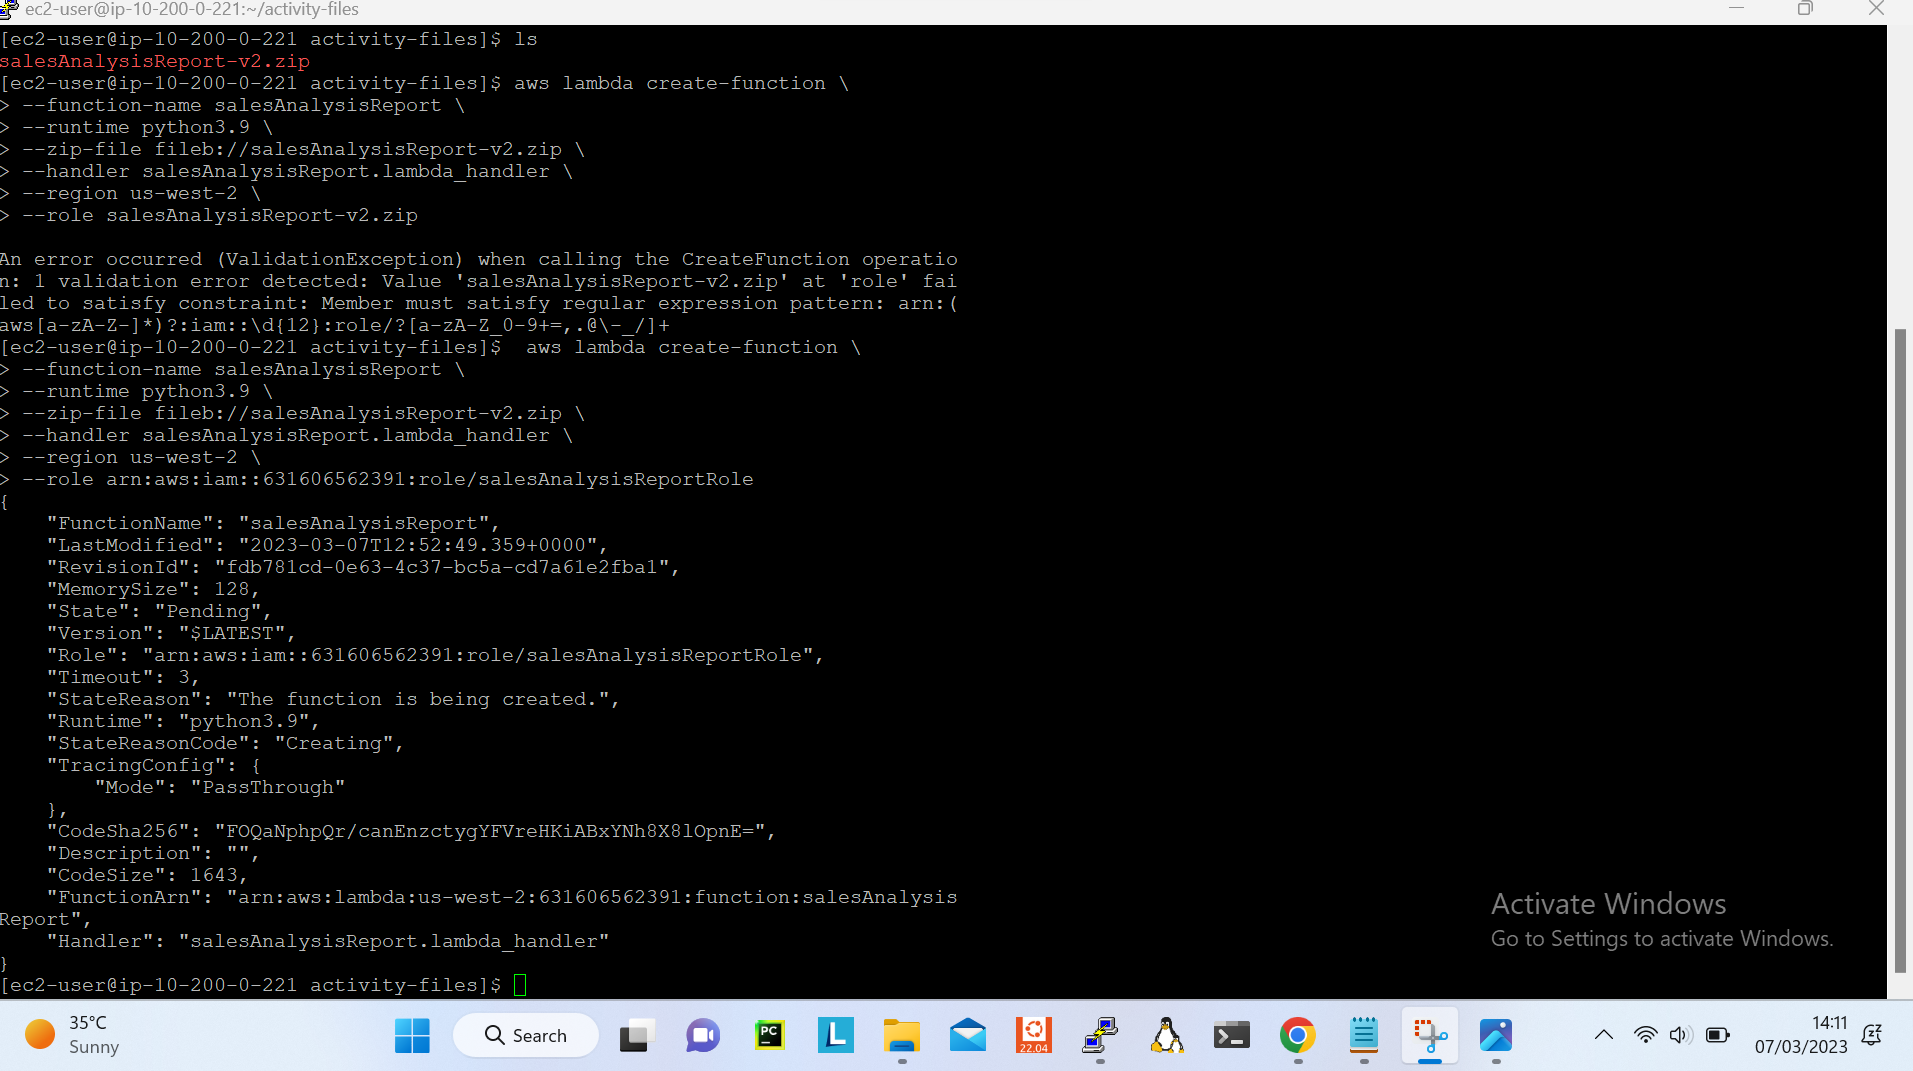 ec2-user@ip-10-200-0-221:~/activity-files
[ec2-user@ip-10-200-0-221 activity-files]$ ls
salesAnalysisReport-v2.zip
[ec2-user@ip-10-200-0-221 activity-files]$ aws lambda create-function \
> --function-name salesAnalysisReport \
> --runtime python3.9 \
> --zip-file fileb://salesAnalysisReport-v2.zip \
> --handler salesAnalysisReport.lambda_handler \
> --region us-west-2 \
> --role salesAnalysisReport-v2.zip
An error occurred (ValidationException) when calling the CreateFunction operatio
n: 1 validation error detected: Value 'salesAnalysisReport-v2.zip' at 'role' fai
led to satisfy constraint: Member must satisfy regular expression pattern: arn:(
aws[a-zA-Z-]*)?:iam::\d{12}:role/?[a-zA-Z_0-9+=,.@\-_/]+
[ec2-user@ip-10-200-0-221 activity-files]$  aws lambda create-function \
> --function-name salesAnalysisReport \
> --runtime python3.9 \
> --zip-file fileb://salesAnalysisReport-v2.zip \
> --handler salesAnalysisReport.lambda_handler \
> --region us-west-2 \
> --role arn:aws:iam::631606562391:role/salesAnalysisReportRole
{
    "FunctionName": "salesAnalysisReport",
    "LastModified": "2023-03-07T12:52:49.359+0000",
    "RevisionId": "fdb781cd-0e63-4c37-bc5a-cd7a61e2fba1",
    "MemorySize": 128,
    "State": "Pending",
    "Version": "$LATEST",
    "Role": "arn:aws:iam::631606562391:role/salesAnalysisReportRole",
    "Timeout": 3,
    "StateReason": "The function is being created.",
    "Runtime": "python3.9",
    "StateReasonCode": "Creating",
    "TracingConfig": {
        "Mode": "PassThrough"
    },
    "CodeSha256": "FOQaNphpQr/canEnzctygYFVreHKiABxYNh8X8lOpnE=",
    "Description": "",
    "CodeSize": 1643,
    "FunctionArn": "arn:aws:lambda:us-west-2:631606562391:function:salesAnalysis
Report",
    "Handler": "salesAnalysisReport.lambda_handler"
}
[ec2-user@ip-10-200-0-221 activity-files]$
Activate Windows
Go to Settings to activate Windows.
35°C
Sunny
Search
PC
L
22.04
14:11
07/03/2023